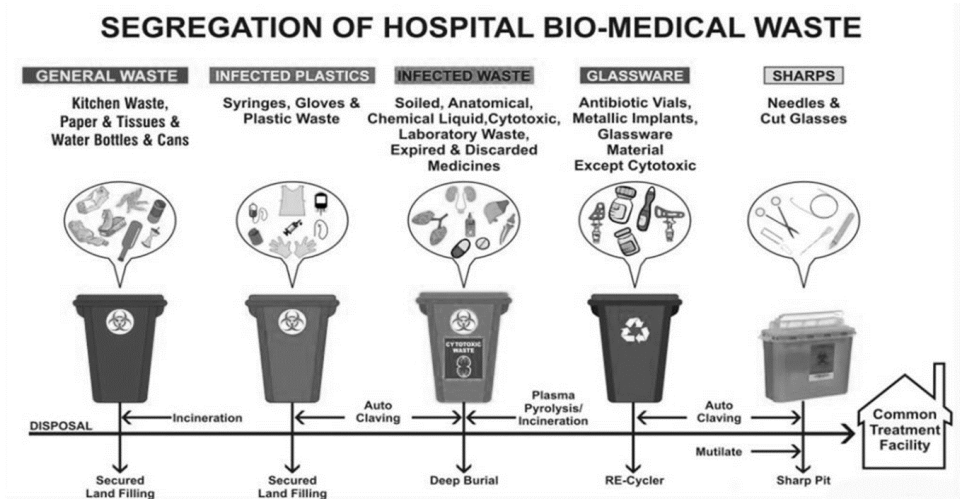 SEGREGATION OF HOSPITAL BIO-MEDICAL WASTE
GENERAL WASTE
Kitchen Waste,
Paper & Tissues &
Water Bottles & Cans
INFECTED PLASTICS
Syringes, Gloves &
Plastic Waste
INFECTED WASTE
Soiled, Anatomical,
Chemical Liquid,Cytotoxic,
Laboratory Waste,
Expired & Discarded
Medicines
GLASSWARE
Antibiotic Vials,
Metallic Implants,
Glassware
Material
Except Cytotoxic
SHARPS
Needles &
Cut Glasses
CYTOTOXIC
WASTE
DISPOSAL
Incineration
Auto
Claving
Plasma
Pyrolysis/
Incineration
Auto
Claving
Mutilate
Common
Treatment
Facility
Secured
Land Filling
Secured
Land Filling
Deep Burial
RE-Cycler
Sharp Pit